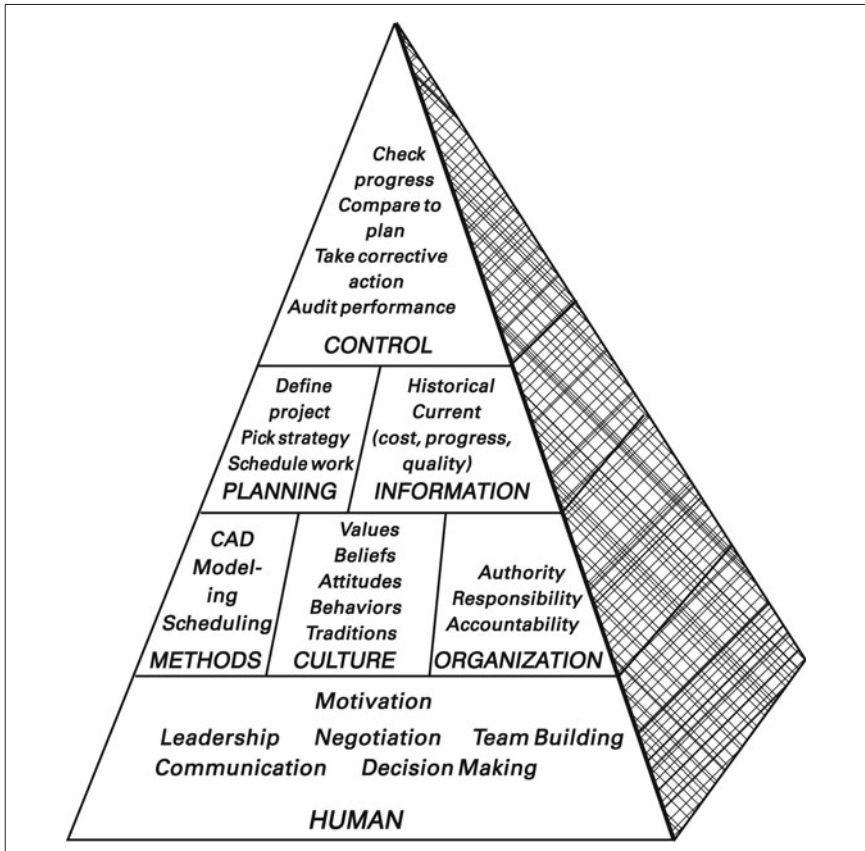 Check
progress
Compare to
plan
Take corrective
action
Audit performance
CONTROL
Define
project
Pick strategy
Schedule work
PLANNING
Historical
Current
(cost, progress,
quality)
INFORMATION
CAD
Model-
ing
Scheduling
METHODS
Values
Beliefs
Attitudes
Behaviors
Traditions
CULTURE
Authority
Responsibility
Accountability
ORGANIZATION
Motivation
Leadership Negotiation Team Building
Communication Decision Making
HUMAN